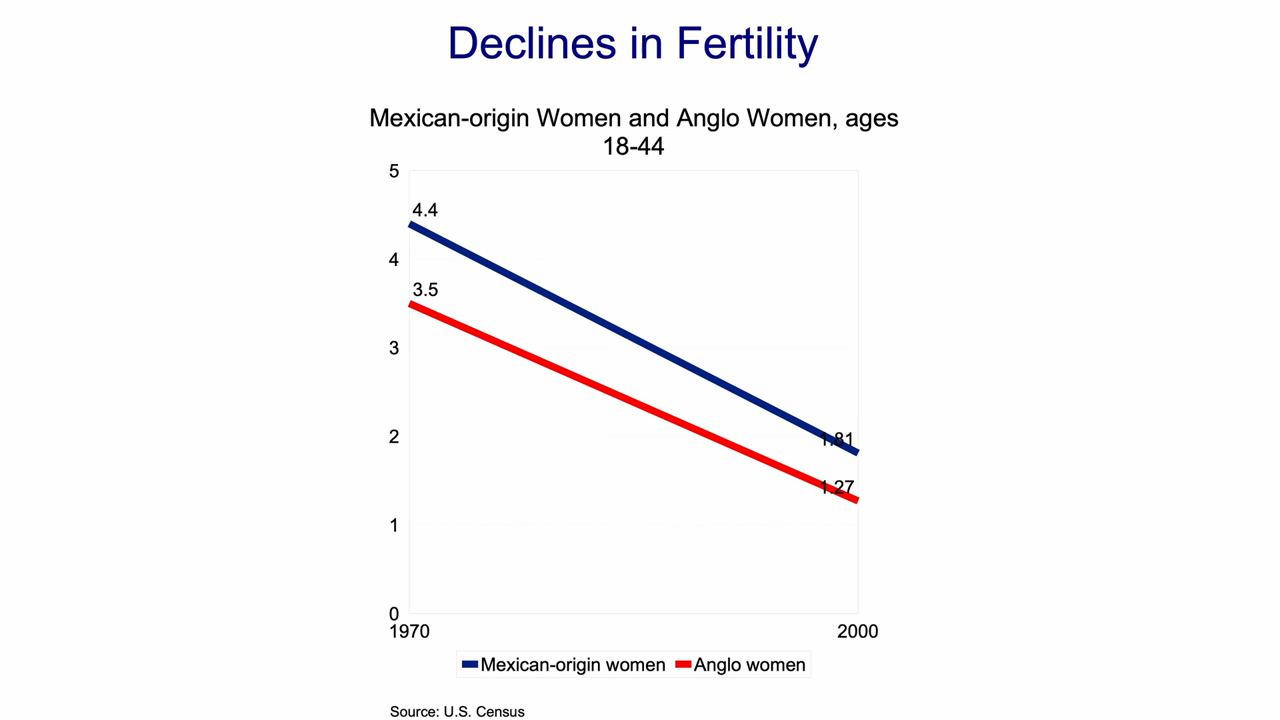 Declines in Fertility
Mexican-origin Women and Anglo Women, ages
18-44
5
4.4
4
3.5
3
2
1.81
1.27
1
0
1970
2000
Mexican-origin women
Anglo women
Source: U.S. Census